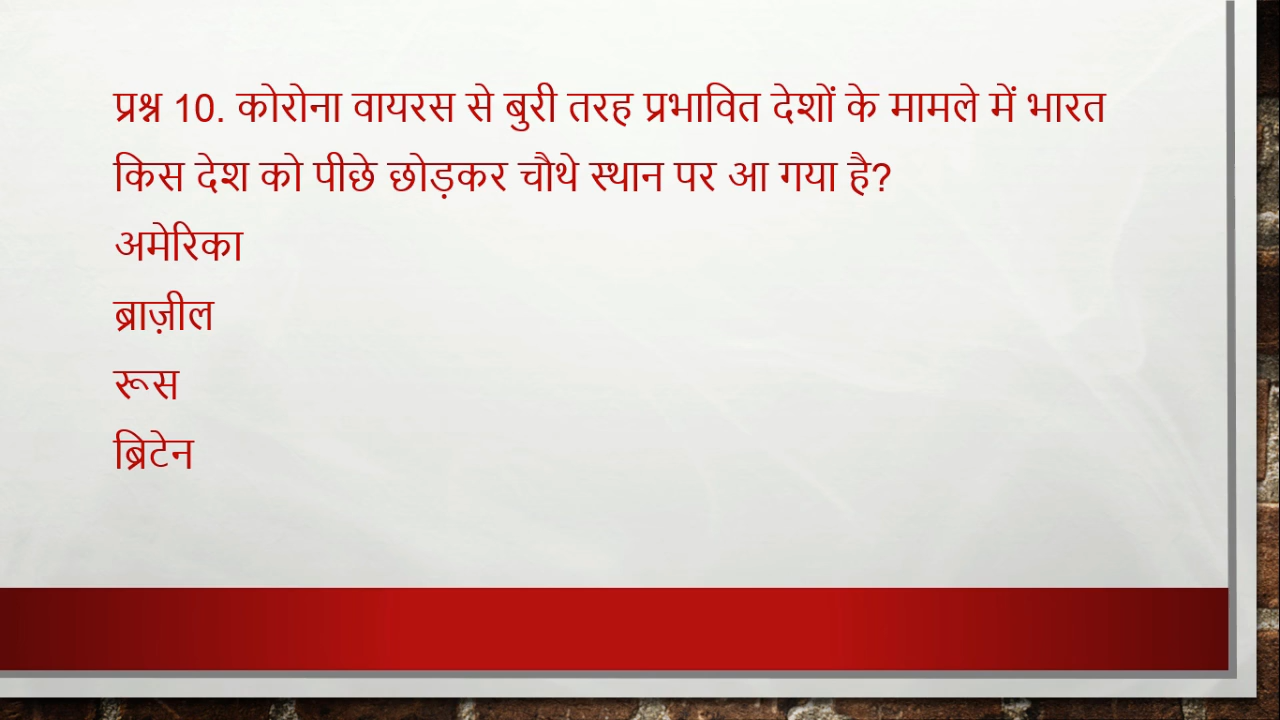 प्रश्न 10. कोरोना वायरस से बुरी तरह प्रभावित देशों के मामले में भारत
किस देश को पीछे छोड़कर चौथे स्थान पर आ गया है?
अमेरिका
ब्राज़ील
रूस
ब्रिटेन